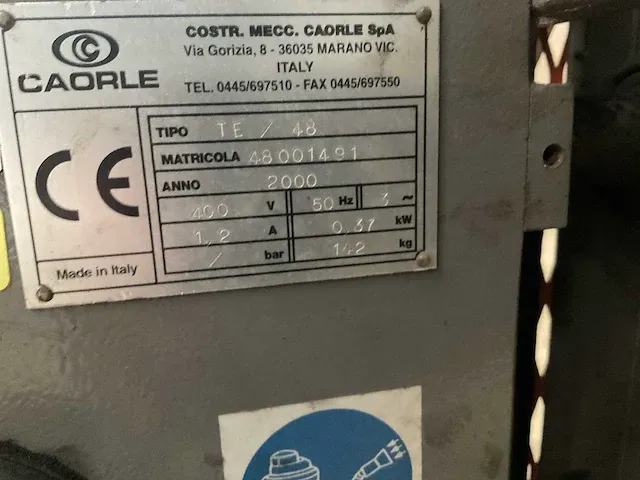 COSTR. MECC. CAORLE SpA
Via Gorizia, 8 - 36035 MARANO VIC.
ITALY
TEL. 0445/697510 - FAX 0445/697550
CAORLE
CE
TIPO TE / 48
MATRICOLA 48001491
ANNO 2000
400 V 50 Hz 3 ~
1,2 A 0.37 kW
/ bar 142 kg
Made in Italy